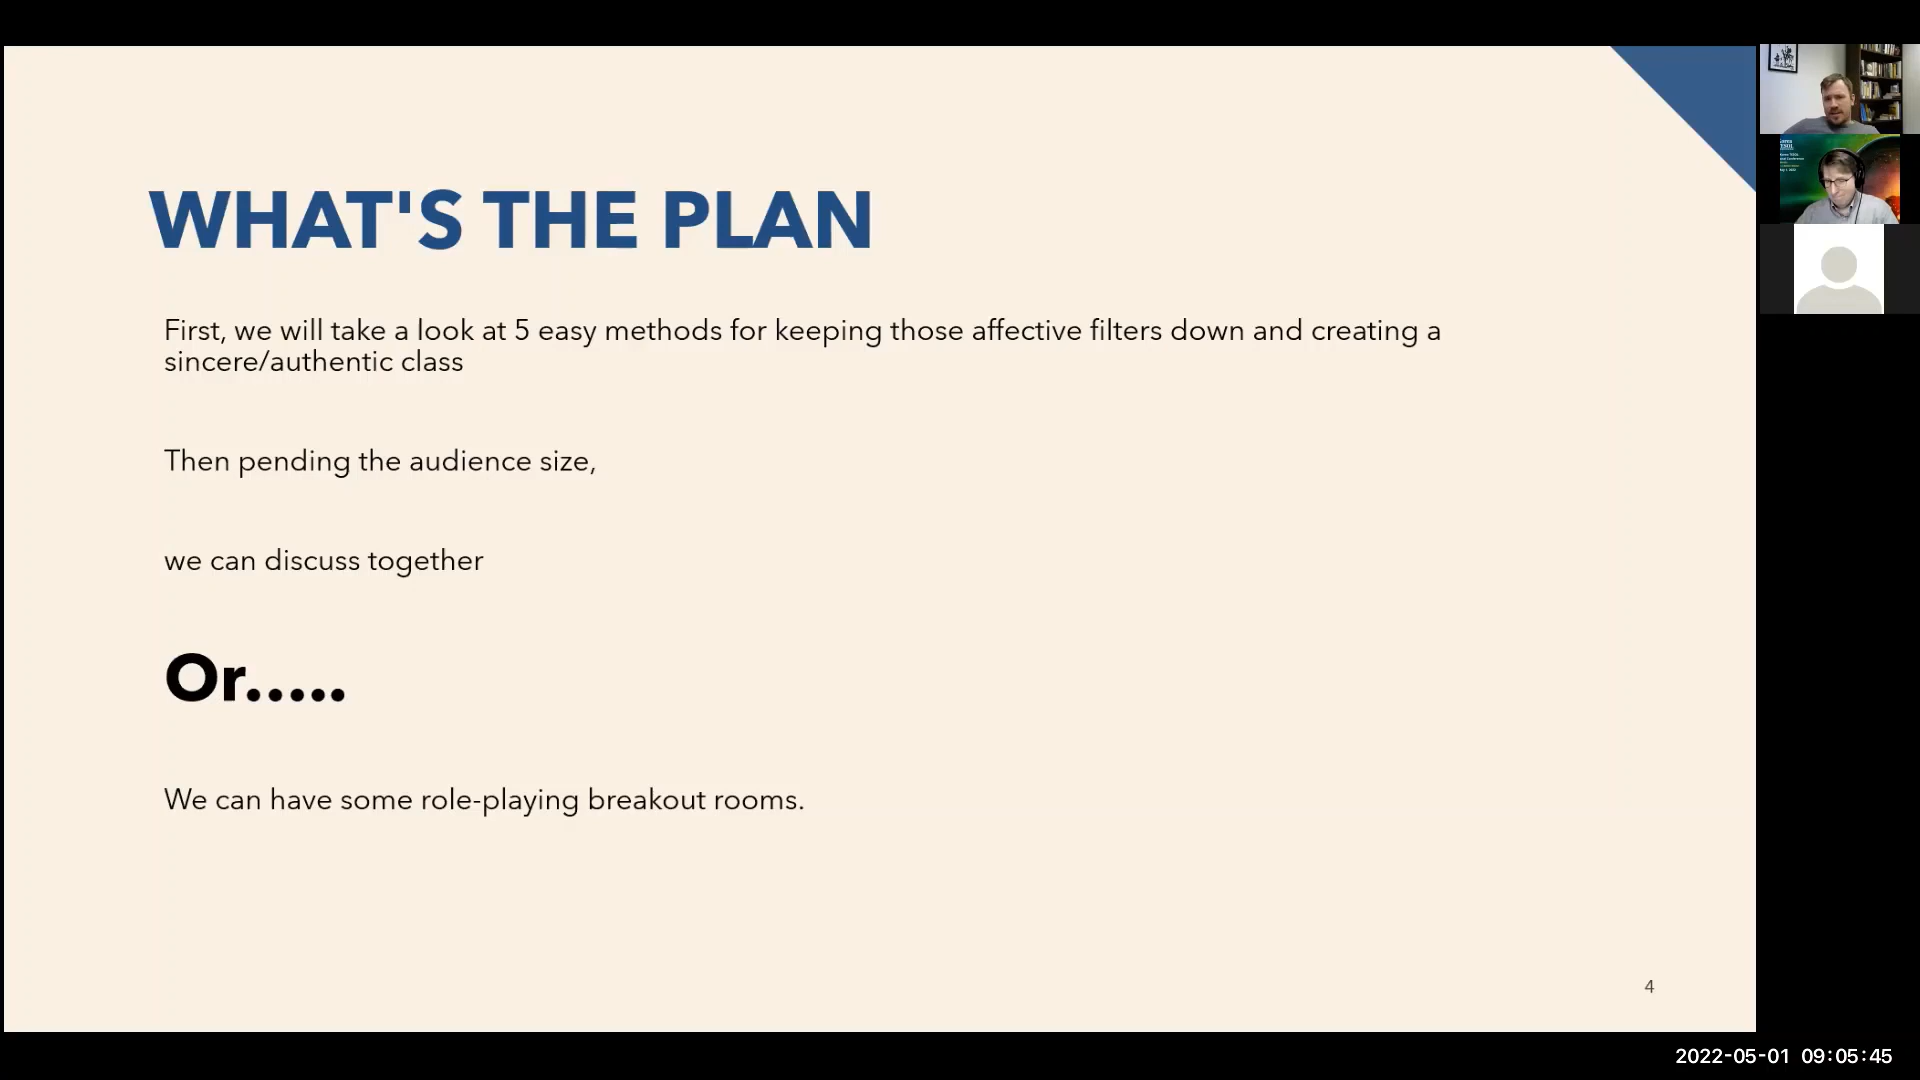 WHAT'S THE PLAN
First, we will take a look at 5 easy methods for keeping those affective filters down and creating a
sincere/authentic class
Then pending the audience size,
we can discuss together
Or.....
We can have some role-playing breakout rooms.
4
2022-05-01 09:05:45